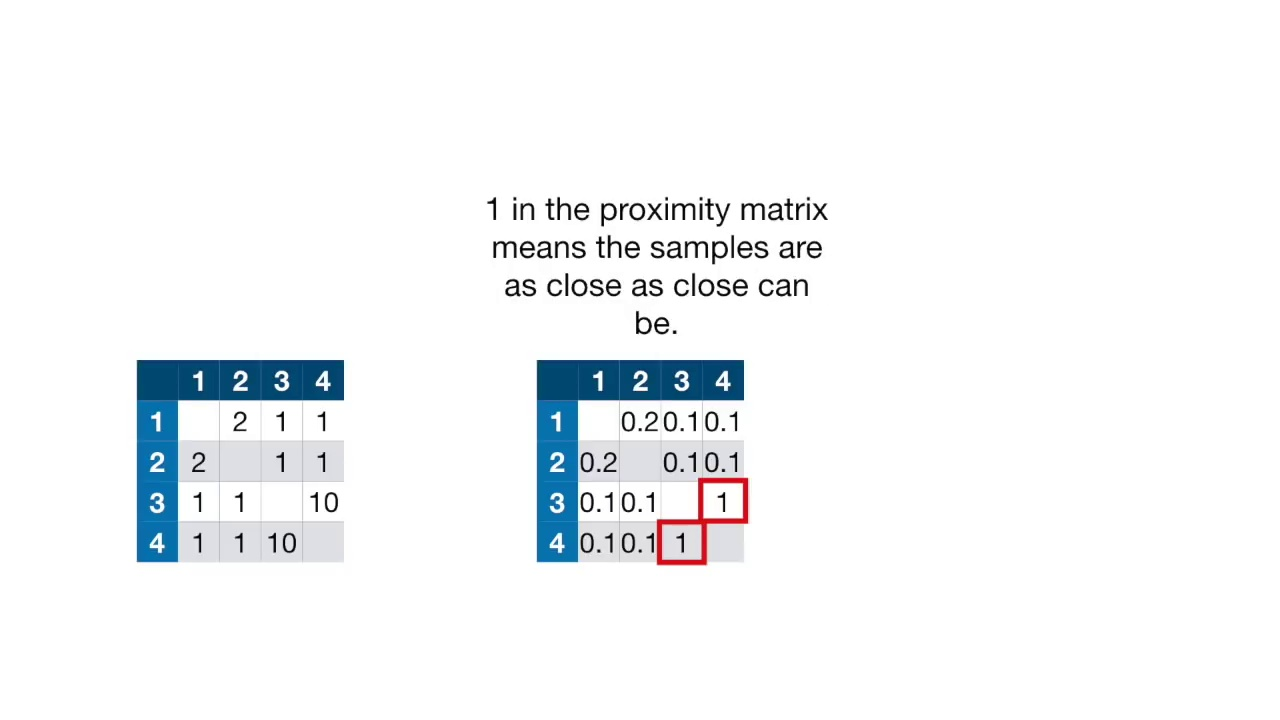 1 in the proximity matrix
means the samples are
as close as close can
be.
1 2 3 4
1 2 1 1
2 2 1 1
3 1 1 10
4 1 1 10
1 2 3 4
1 0.2 0.1 0.1
2 0.2 0.1 0.1
3 0.1 0.1 1
4 0.1 0.1 1